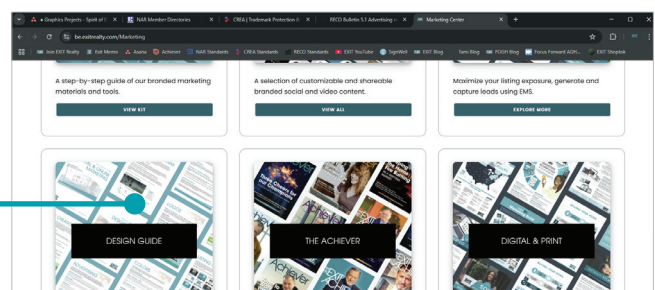 • Graphics Projects - Spirit of E
NAR Member Directories
CREA | Trademark Protection &
RECO Bulletin 5.1 Advertising
Marketing Center
be.exitrealty.com/Marketing
Join EXIT Realty
Exit Memo
Asana
Achiever
NAR Standards
CREA Standards
RECO Standards
EXIT YouTube
SignWell
EXIT Blog
Tami Blog
Focus Forward ADH...
EXIT Shoptoit
A step-by-step guide of our branded marketing
materials and tools.
VIEW KIT
A selection of customizable and shareable
branded social and video content.
VIEW ALL
Maximize your listing exposure, generate and
capture leads using EMS.
EXPLORE MORE
DESIGN GUIDE
THE ACHIEVER
DIGITAL & PRINT